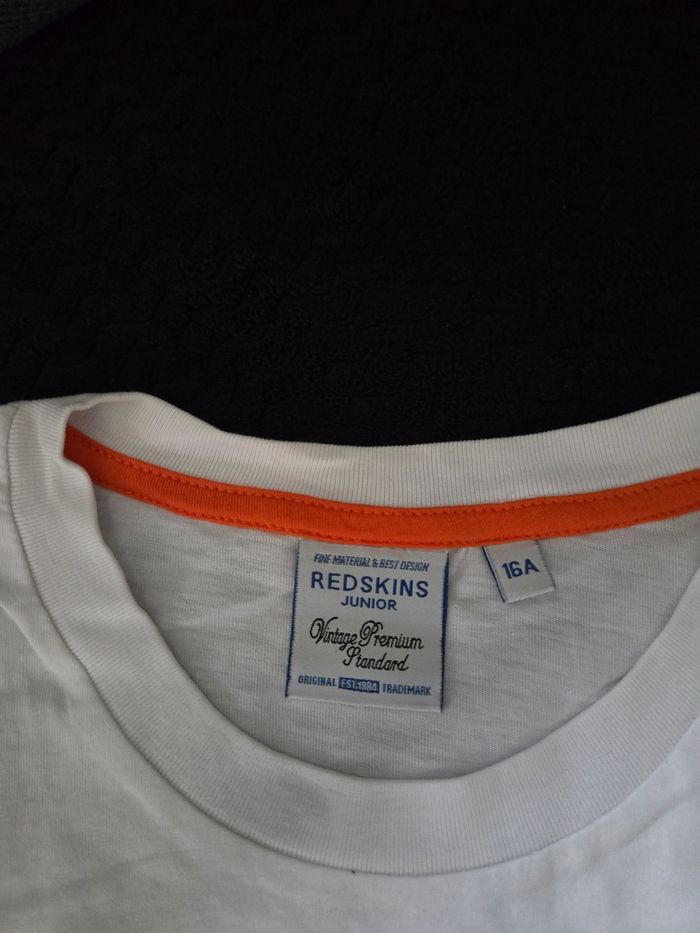 FINE MATERIAL & BEST DESIGN
REDSKINS
JUNIOR
Vintage Premium
Standard
ORIGINAL EST.1984 TRADEMARK
16A